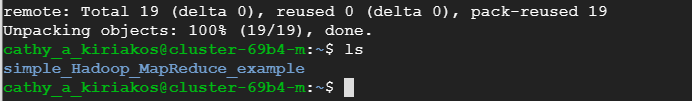 remote: Total 19 (delta 0), reused 0 (delta 0), pack-reused 19
Unpacking objects: 100% (19/19), done.
cathy_a_kiriakos@cluster-69b4-m:~$ ls
simple_Hadoop_MapReduce_example
cathy_a_kiriakos@cluster-69b4-m:~$